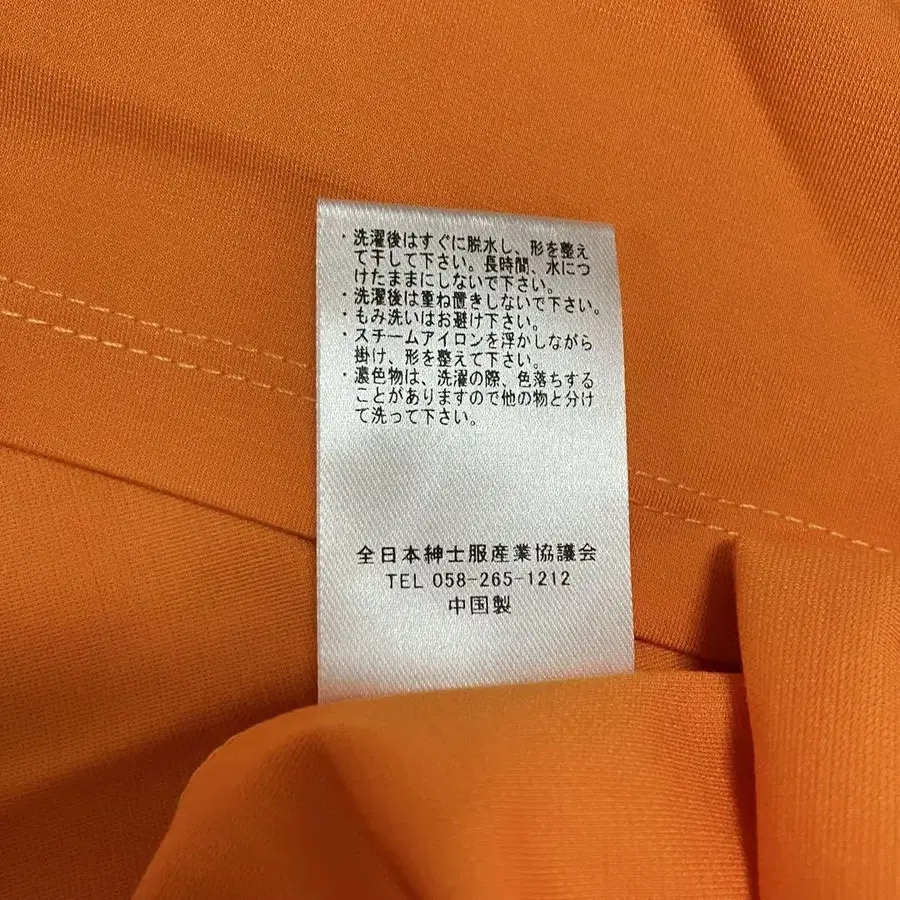 ・洗濯後はすぐに脱水し、形を整え
て干して下さい。長時間、水につ
けたままにしないで下さい。
・洗濯後は重ね置きしないで下さい。
・もみ洗いはお避け下さい。
・スチームアイロンを浮かしながら
掛け、形を整えて下さい。
・濃色物は、洗濯の際、色落ちする
ことがありますので他の物と分け
て洗って下さい。
全日本紳士服産業協議会
TEL 058-265-1212
中国製